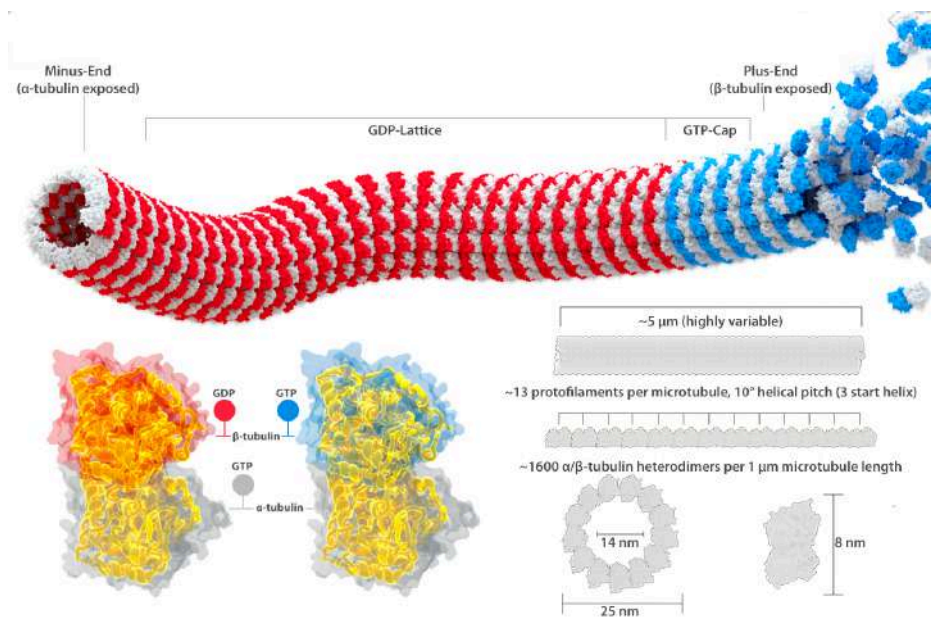 Minus-End
(α-tubulin exposed)
Plus-End
(β-tubulin exposed)
GDP-Lattice
GTP-Cap
~5 µm (highly variable)
~13 protofilaments per microtubule, 10° helical pitch (3 start helix)
GDP
GTP
β-tubulin
GTP
α-tubulin
~1600 α/β-tubulin heterodimers per 1 µm microtubule length
14 nm
8 nm
25 nm